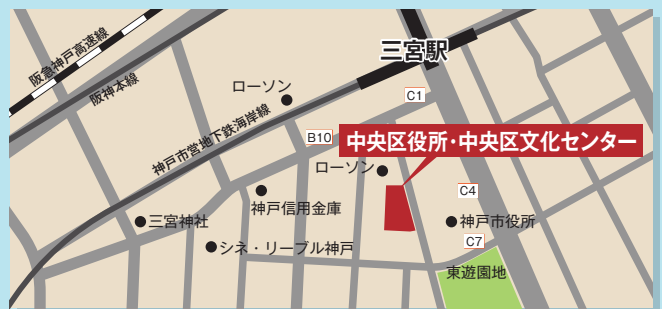 阪急神戸高速線
三宮駅
阪神本線
ローソン
C1
神戸市営地下鉄海岸線
B10
中央区役所・中央区文化センター
ローソン
C4
神戸信用金庫
三宮神社
神戸市役所
シネ・リーブル神戸
C7
東遊園地